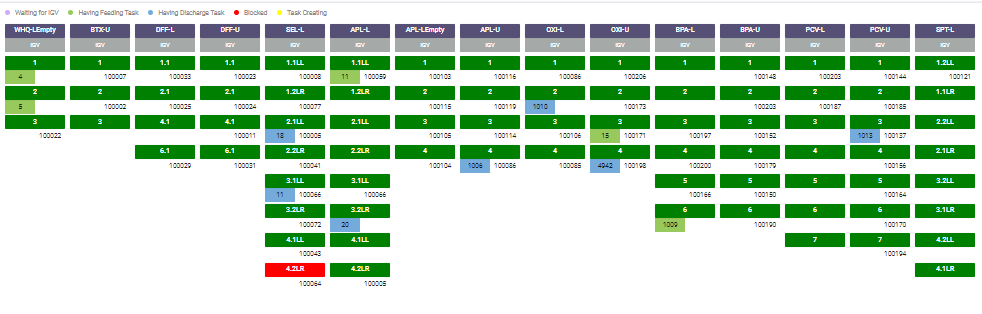 Waiting for IGV Having Feeding Task Having Discharge Task Blocked Task Creating
WHQ-LEmpty BTX-U DFF-L DFF-U SEL-L APL-L APL-LEmpty APL-U OXI-L OXI-U BPA-L BPA-U PCV-L PCV-U SPT-L
IGV IGV IGV IGV IGV IGV IGV IGV IGV IGV IGV IGV IGV IGV IGV
1 1 1.1 1.1 1.1LL 1.1LL 1 1 1 1 1 1 1 1 1.2LL
4 100007 100033 100023 100008 11 100059 100103 100116 100086 100206 100148 100203 100144 100121
2 2 2.1 2.1 1.2LR 1.2LR 2 2 2 2 2 2 2 2 1.1LR
5 100002 100025 100024 100077 100115 100119 1010 100173 100203 100187 100185
3 3 4.1 4.1 2.1LL 2.1LL 3 3 3 3 3 3 3 3 2.2LL
100022 100011 18 100005 100105 100114 100106 15 100171 100197 100152 1013 100137
6.1 6.1 2.2LR 2.2LR 4 4 4 4 4 4 4 4 2.1LR
100029 100031 100041 100104 1006 100086 100085 4942 100198 100200 100179 100156
3.1LL 3.1LL 5 5 5 5 3.2LL
11 100066 100066 100166 100150 100164
3.2LR 3.2LR 6 6 6 6 3.1LR
100072 20 1009 100190 100170
4.1LL 4.1LL 7 7 4.2LL
100043 100194
4.2LR 4.2LR 4.1LR
100064 100005